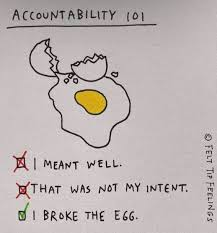 ACCOUNTABILITY 101
I MEANT WELL.
THAT WAS NOT MY INTENT.
I BROKE THE EGG.
© FELT TIP FEELINGS